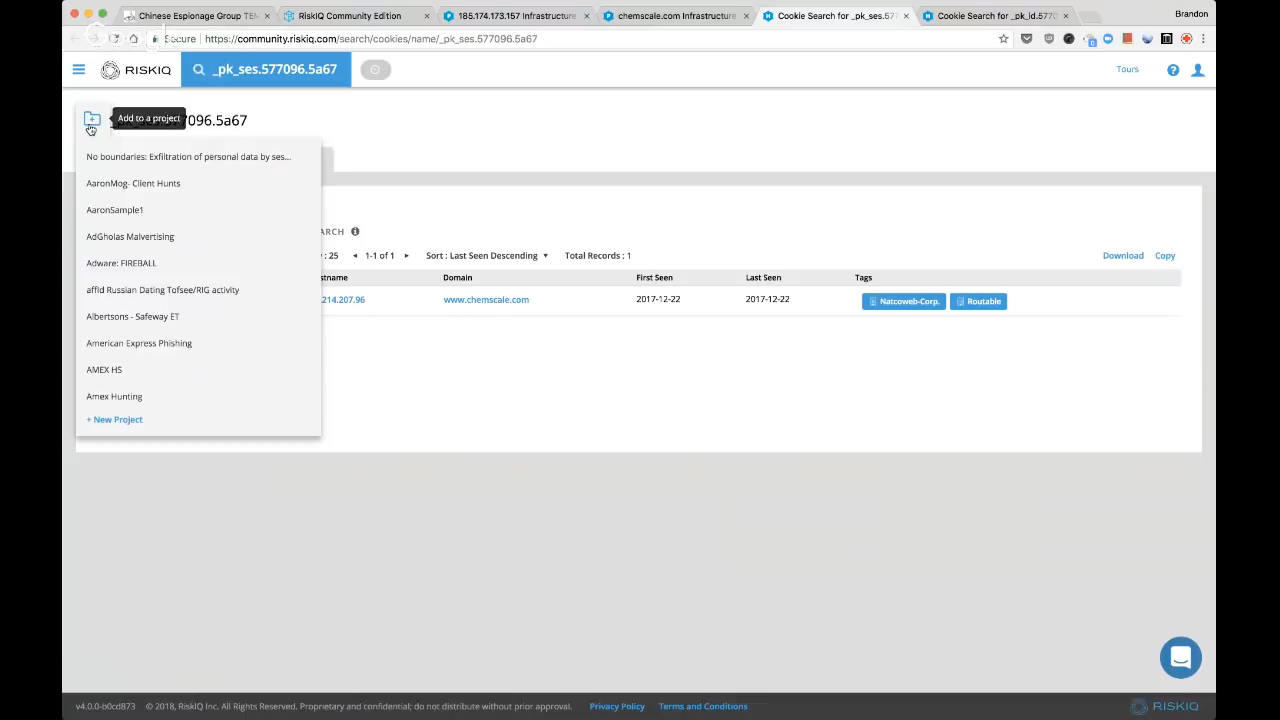 Chinese Espionage Group TEM
RiskIQ Community Edition
185.174.173.157 Infrastructure
chemscale.com Infrastructure
Cookie Search for _pk_ses.577
Cookie Search for _pk_id.5770
Brandon
Secure
https://community.riskiq.com/search/cookies/name/_pk_ses.577096.5a67
RISKIQ
_pk_ses.577096.5a67
Tours
Add to a project
096.5a67
No boundaries: Exfiltration of personal data by ses...
AaronMog- Client Hunts
AaronSample1
AdGholas Malvertising
Adware: FIREBALL
affId Russian Dating Tofsee/RIG activity
Albertsons - Safeway ET
American Express Phishing
AMEX HS
Amex Hunting
+ New Project
ARCH
: 25
1-1 of 1
Sort : Last Seen Descending
Total Records : 1
Download
Copy
stname
Domain
First Seen
Last Seen
Tags
.214.207.96
www.chemscale.com
2017-12-22
2017-12-22
Natcoweb-Corp.
Routable
v4.0.0-b0cd873
© 2018, RiskIQ Inc. All Rights Reserved. Proprietary and confidential; do not distribute without prior approval.
Privacy Policy
Terms and Conditions
RISKIQ